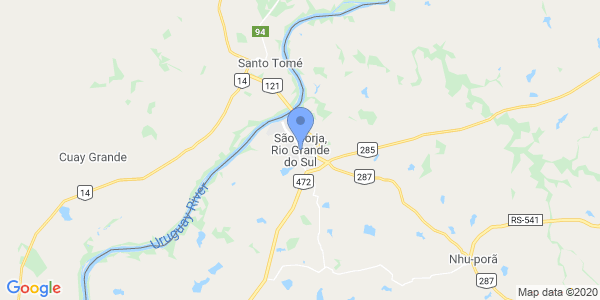 94
Santo Tomé
14
121
São Borja,
Rio Grande
do Sul
285
Cuay Grande
287
472
14
Uruguay River
RS-541
Nhu-porã
287
Google
Map data ©2020